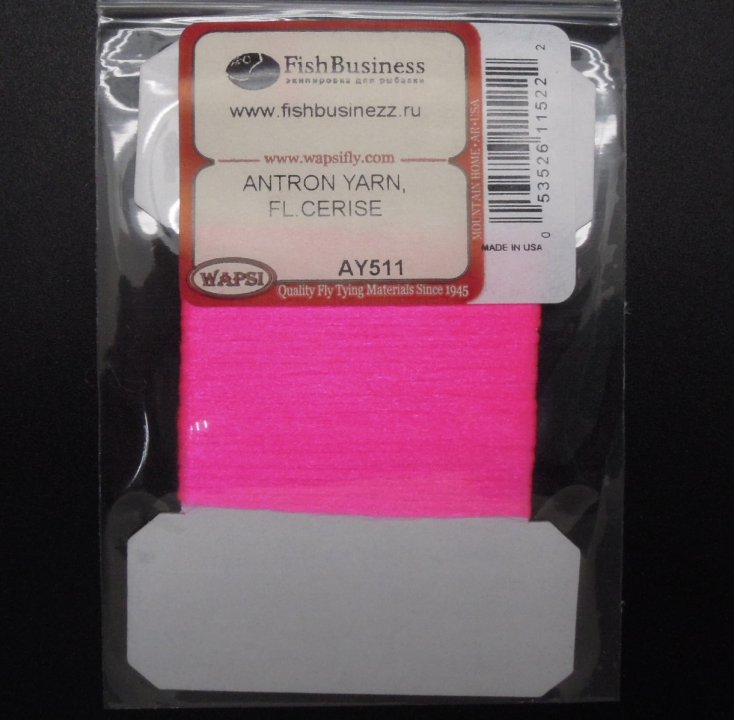 FishBusiness
экипировка для рыбалки
www.fishbusinezz.ru
www.wapsifly.com
ANTRON YARN,
FL.CERISE
AY511
WAPSI
Quality Fly Tying Materials Since 1945
MOUNTAIN HOME • AR • USA
0 53526 11522 2
MADE IN USA